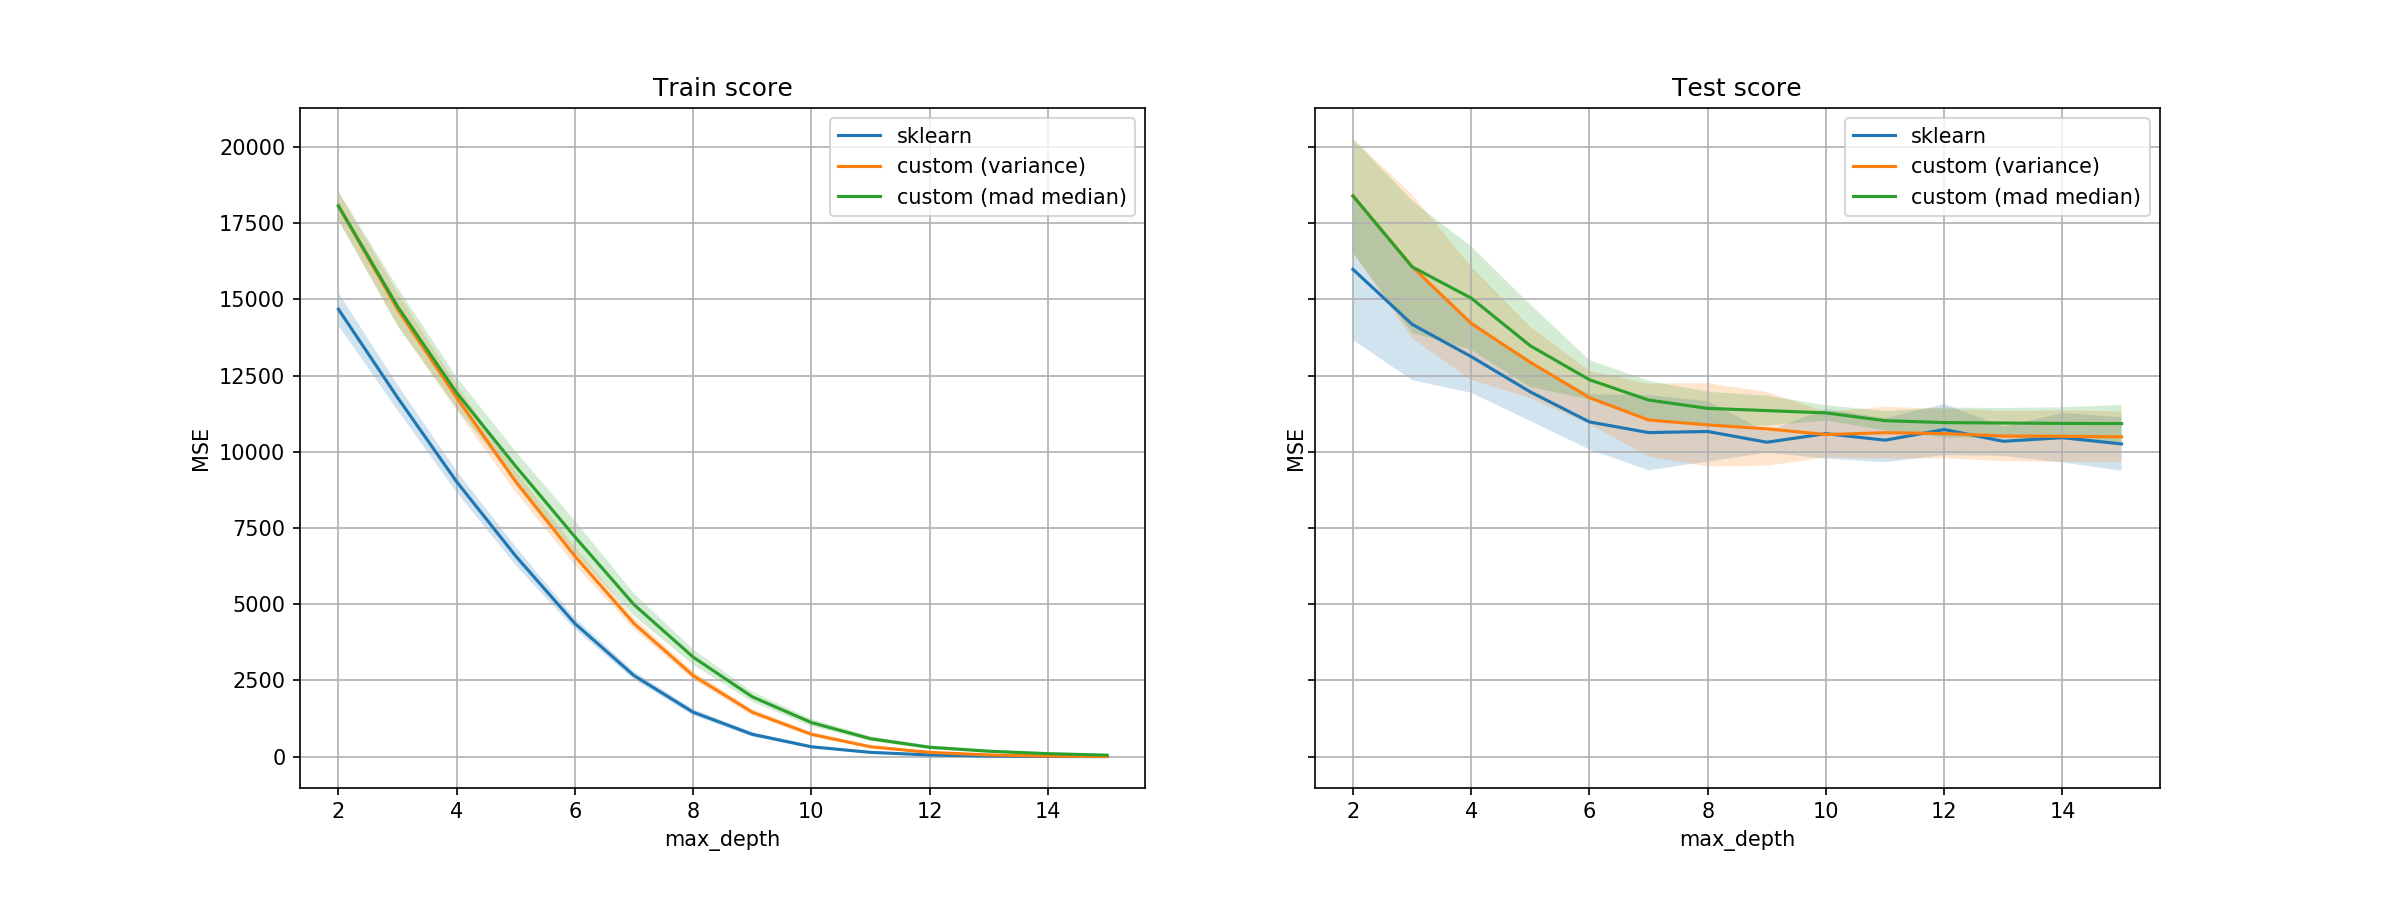 Train score
MSE
20000
17500
15000
12500
10000
7500
5000
2500
0
2 4 6 8 10 12 14
max_depth
sklearn
custom (variance)
custom (mad median)
Test score
MSE
2 4 6 8 10 12 14
max_depth
sklearn
custom (variance)
custom (mad median)